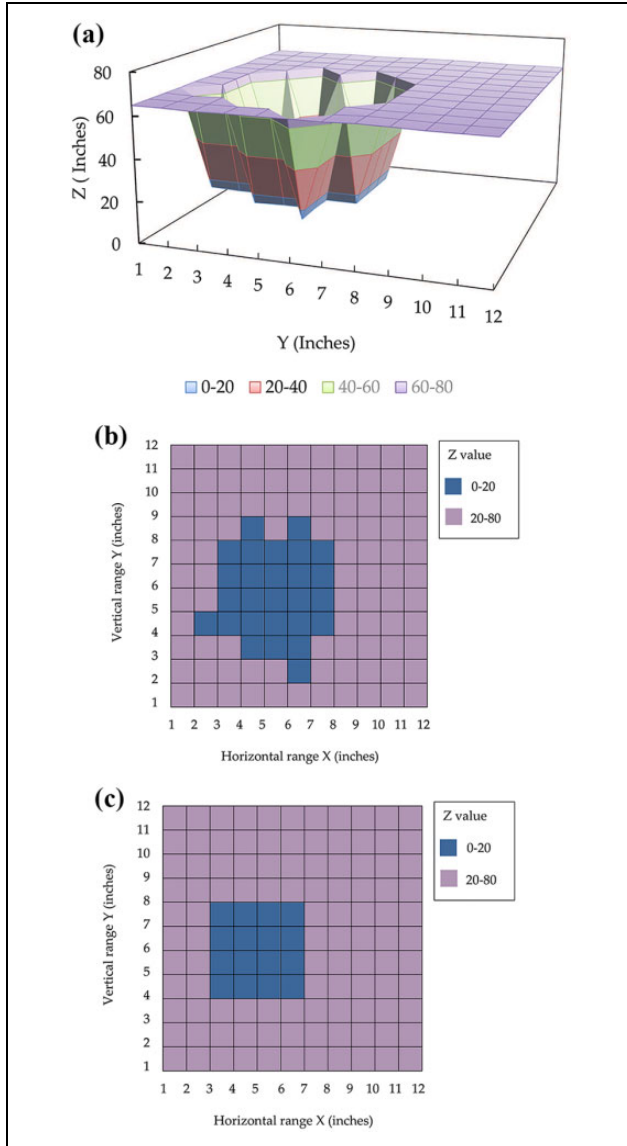 (a)
80
60
40
20
0
Z ( Inches)
1 2 3 4 5 6 7 8 9 10 11 12
Y (Inches)
0-20 20-40 40-60 60-80
(b)
12
11
10
9
8
7
6
5
4
3
2
1
Vertical range Y (inches)
1 2 3 4 5 6 7 8 9 10 11 12
Horizontal range X (inches)
Z value
0-20
20-80
(c)
12
11
10
9
8
7
6
5
4
3
2
1
Vertical range Y (inches)
1 2 3 4 5 6 7 8 9 10 11 12
Horizontal range X (inches)
Z value
0-20
20-80